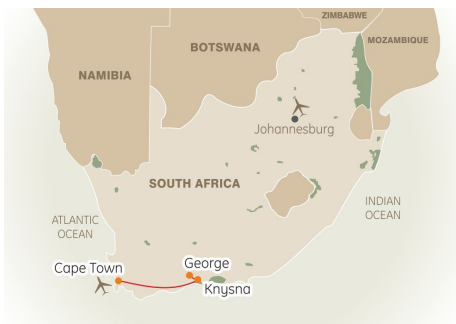 ZIMBABWE
MOZAMBIQUE
BOTSWANA
NAMIBIA
Johannesburg
SOUTH AFRICA
INDIAN
OCEAN
ATLANTIC
OCEAN
George
Cape Town
Knysna